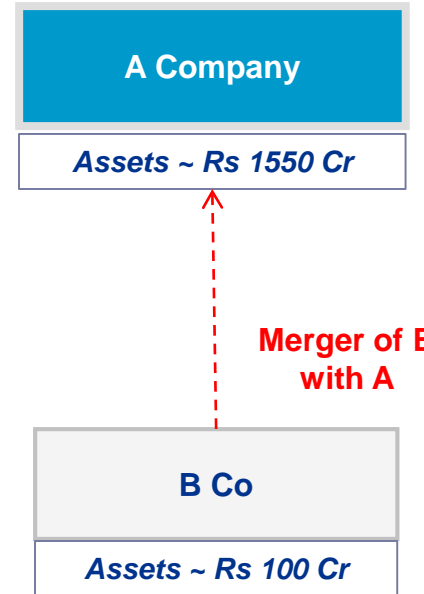 A Company
Assets ~ Rs 1550 Cr
Merger of B
with A
B Co
Assets ~ Rs 100 Cr